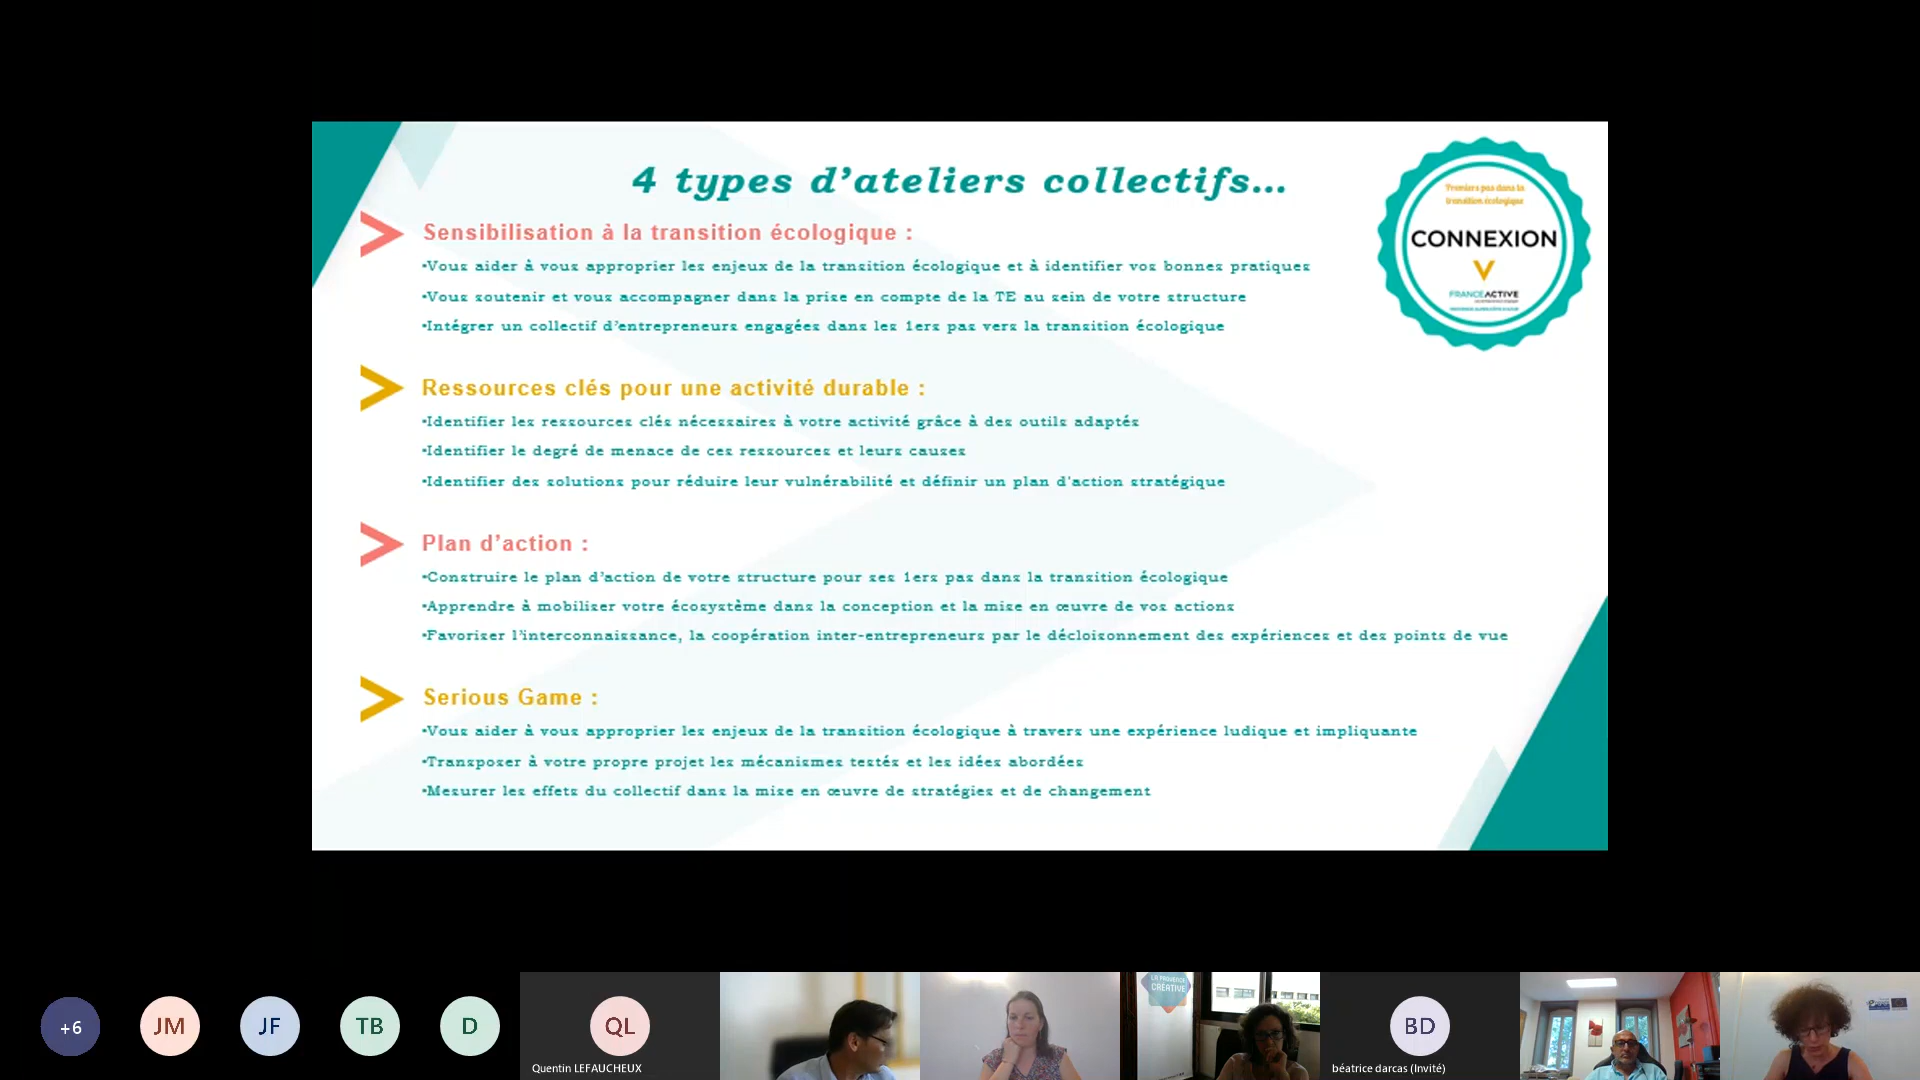 4 types d’ateliers collectifs...
Premiers pas dans la
transition écologique
CONNEXION
FRANCEACTIVE
Sensibilisation à la transition écologique :
•Vous aider à vous approprier les enjeux de la transition écologique et à identifier vos bonnes pratiques
•Vous soutenir et vous accompagner dans la prise en compte de la TE au sein de votre structure
•Intégrer un collectif d’entrepreneurs engagées dans les 1ers pas vers la transition écologique
Ressources clés pour une activité durable :
•Identifier les ressources clés nécessaires à votre activité grâce à des outils adaptés
•Identifier le degré de menace de ces ressources et leurs causes
•Identifier des solutions pour réduire leur vulnérabilité et définir un plan d'action stratégique
Plan d’action :
•Construire le plan d’action de votre structure pour ses 1ers pas dans la transition écologique
•Apprendre à mobiliser votre écosystème dans la conception et la mise en œuvre de vos actions
•Favoriser l’interconnaissance, la coopération inter-entrepreneurs par le décloisonnement des expériences et des points de vue
Serious Game :
•Vous aider à vous approprier les enjeux de la transition écologique à travers une expérience ludique et impliquante
•Transposer à votre propre projet les mécanismes testés et les idées abordées
•Mesurer les effets du collectif dans la mise en œuvre de stratégies et de changement
+6
JM
JF
TB
D
QL
Quentin LEFAUCHEUX
LA PROVENCE
CRÉATIVE
BD
béatrice darcas (Invité)